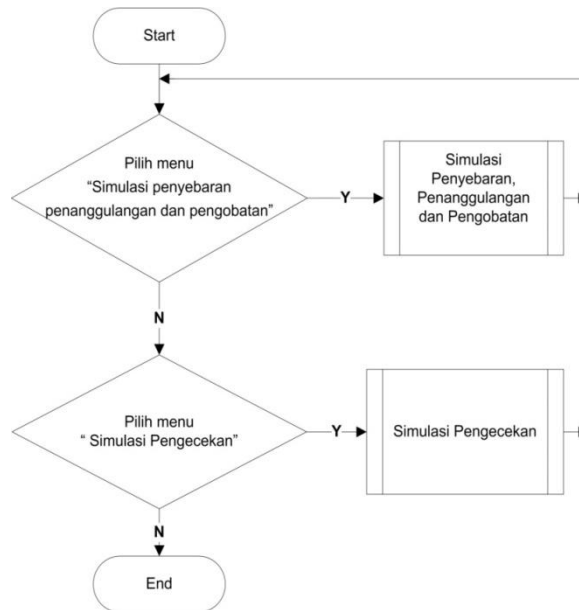 Start
Pilih menu
“Simulasi penyebaran
penanggulangan dan pengobatan”
Y
Simulasi
Penyebaran,
Penanggulangan
dan Pengobatan
N
Pilih menu
“ Simulasi Pengecekan”
Y
Simulasi Pengecekan
N
End